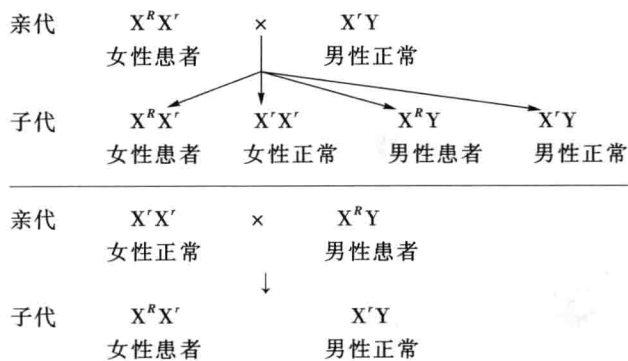 亲代 X^R X^r × X^r Y
女性患者 男性正常
子代 X^R X^r X^r X^r X^R Y X^r Y
女性患者 女性正常 男性患者 男性正常
亲代 X^r X^r × X^R Y
女性正常 男性患者
↓
子代 X^R X^r X^r Y
女性患者 男性正常